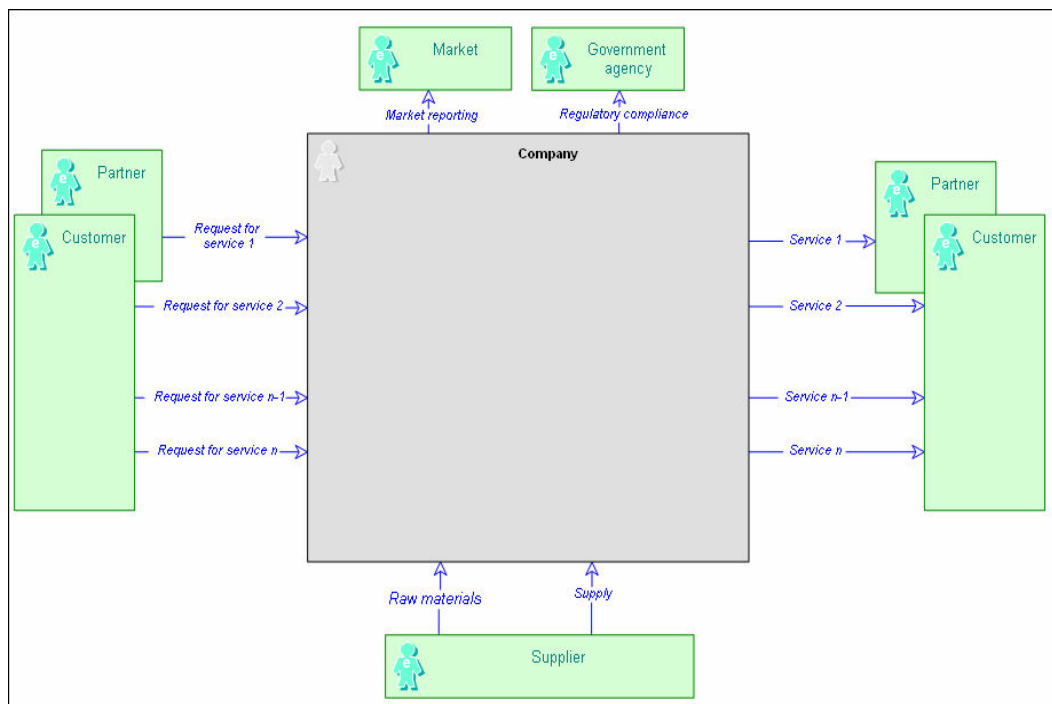 Market
Government
agency
Market reporting
Regulatory compliance
Company
Partner
Customer
Request for
service 1
Request for service 2
Request for service n-1
Request for service n
Partner
Customer
Service 1
Service 2
Service n-1
Service n
Raw materials
Supply
Supplier
e
e
e
e
e
e
e